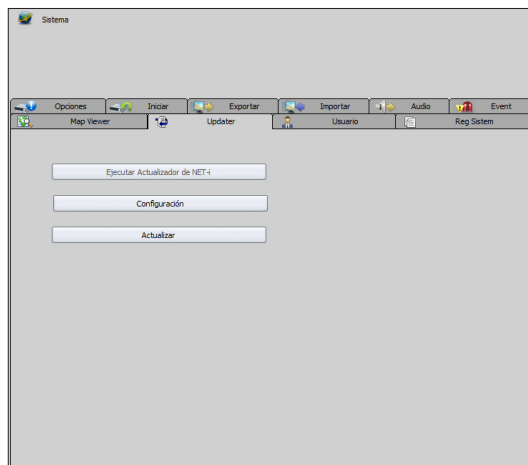 Sistema
Opciones Iniciar Exportar Importar Audio Event
Map Viewer Updater Usuario Reg Sistem
Ejecutar Actualizador de NET-i
Configuración
Actualizar